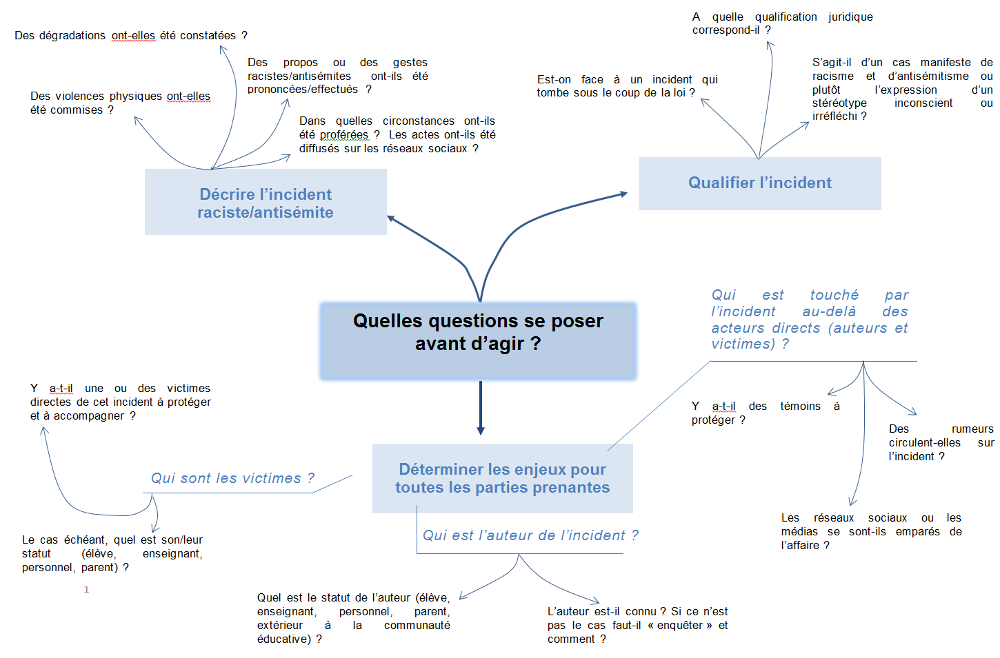 Des dégradations ont-elles été constatées ?
Des propos ou des gestes
racistes/antisémites ont-ils été
prononcées/effectués ?
Des violences physiques ont-elles
été commises ?
Dans quelles circonstances ont-ils
été proférées ? Les actes ont-ils été
diffusés sur les réseaux sociaux ?
Décrire l’incident
raciste/antisémite
A quelle qualification juridique
correspond-il ?
Est-on face à un incident qui
tombe sous le coup de la loi ?
S’agit-il d’un cas manifeste de
racisme et d’antisémitisme ou
plutôt l’expression d’un
stéréotype inconscient ou
irréfléchi ?
Qualifier l’incident
Quelles questions se poser
avant d’agir ?
Qui est touché par
l’incident au-delà des
acteurs directs (auteurs et
victimes) ?
Y a-t-il des témoins à
protéger ?
Des rumeurs
circulent-elles sur
l’incident ?
Les réseaux sociaux ou les
médias se sont-ils emparés de
l’affaire ?
Déterminer les enjeux pour
toutes les parties prenantes
Y a-t-il une ou des victimes
directes de cet incident à protéger
et à accompagner ?
Qui sont les victimes ?
Le cas échéant, quel est son/leur
statut (élève, enseignant,
personnel, parent) ?
1
Qui est l’auteur de l’incident ?
Quel est le statut de l’auteur (élève,
enseignant, personnel, parent,
extérieur à la communauté
éducative) ?
L’auteur est-il connu ? Si ce n’est
pas le cas faut-il « enquêter » et
comment ?